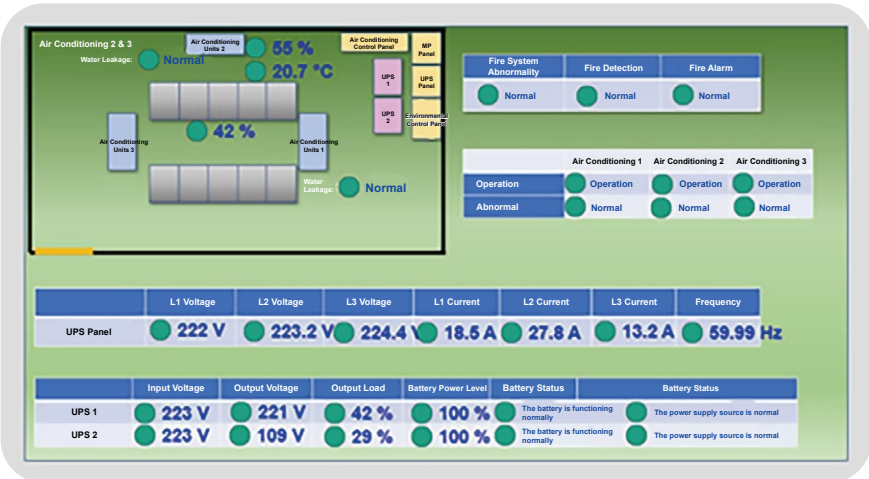 Air Conditioning 2 & 3
Water Leakage:
Normal
Air Conditioning
Units 2
55 %
20.7 °C
Air Conditioning
Control Panel
MP
Panel
UPS
1
UPS
Panel
UPS
2
Environmental
Control Panel
42 %
Air Conditioning
Units 3
Air Conditioning
Units 1
Water
Leakage:
Normal
Fire System
Abnormality
Fire Detection
Fire Alarm
Normal
Normal
Normal
Air Conditioning 1
Air Conditioning 2
Air Conditioning 3
Operation
Operation
Operation
Operation
Abnormal
Normal
Normal
Normal
L1 Voltage
L2 Voltage
L3 Voltage
L1 Current
L2 Current
L3 Current
Frequency
UPS Panel
222 V
223.2 V
224.4 V
18.5 A
27.8 A
13.2 A
59.99 Hz
Input Voltage
Output Voltage
Output Load
Battery Power Level
Battery Status
Battery Status
UPS 1
223 V
221 V
42 %
100 %
The battery is functioning
normally
The power supply source is normal
UPS 2
223 V
109 V
29 %
100 %
The battery is functioning
normally
The power supply source is normal